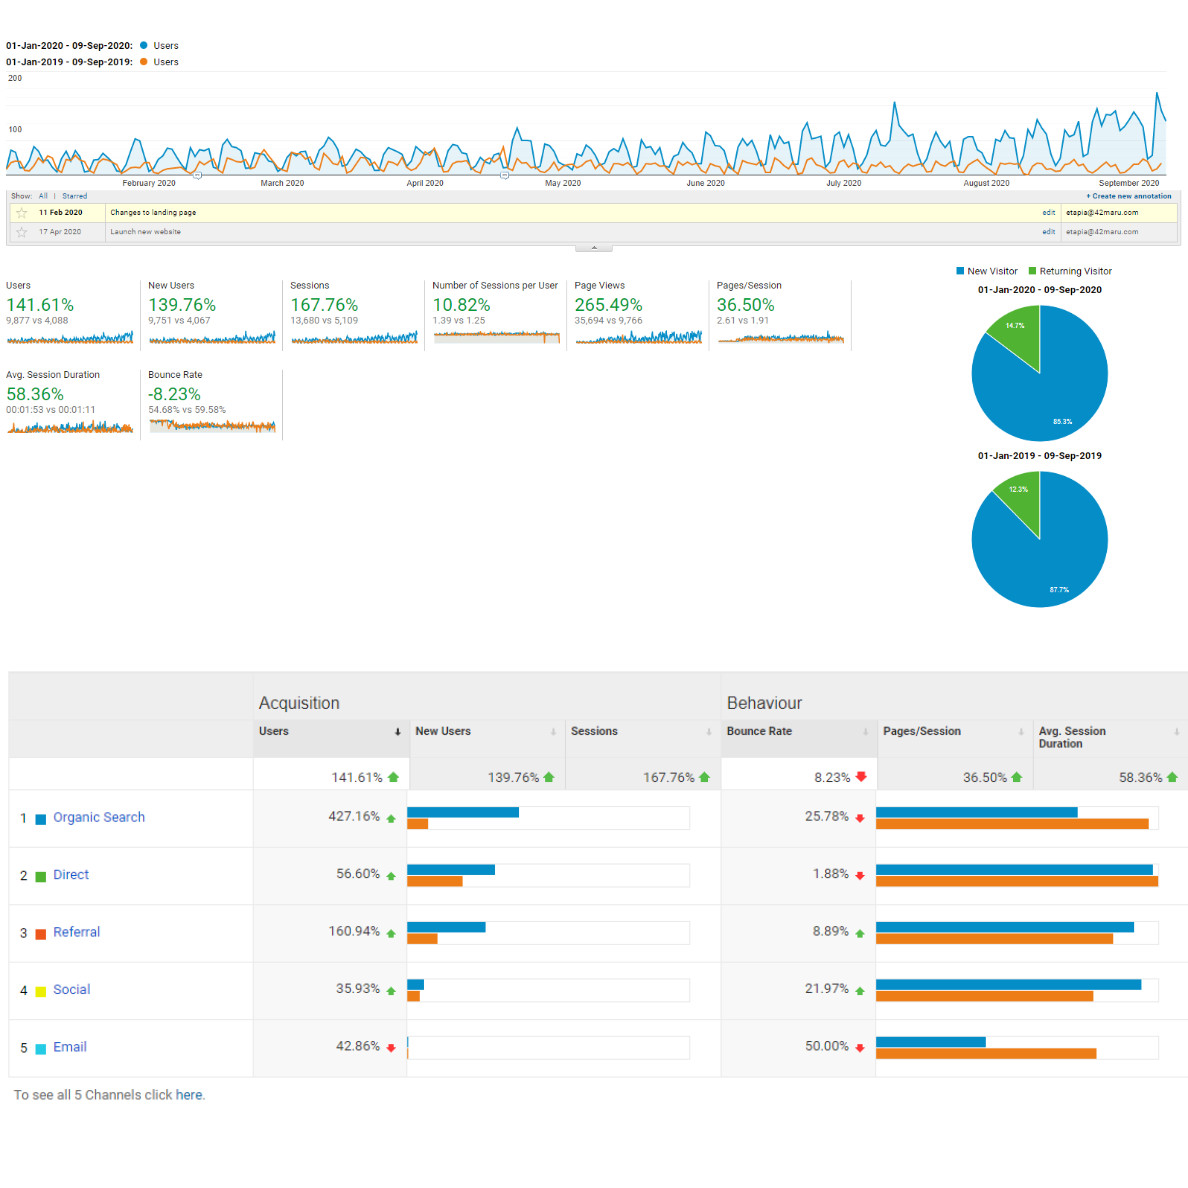 01-Jan-2020 - 09-Sep-2020: Users
01-Jan-2019 - 09-Sep-2019: Users
200
100
February 2020 March 2020 April 2020 May 2020 June 2020 July 2020 August 2020 September 2020
Show: All | Starred + Create new annotation
11 Feb 2020 Changes to landing page edit etapia@42maru.com
17 Apr 2020 Launch new website edit etapia@42maru.com
New Visitor Returning Visitor
01-Jan-2020 - 09-Sep-2020
14.7%
85.3%
01-Jan-2019 - 09-Sep-2019
12.3%
87.7%
Users New Users Sessions Number of Sessions per User Page Views Pages/Session
141.61% 139.76% 167.76% 10.82% 265.49% 36.50%
9,877 vs 4,088 9,751 vs 4,067 13,680 vs 5,109 1.39 vs 1.25 35,694 vs 9,766 2.61 vs 1.91
Avg. Session Duration Bounce Rate
58.36% -8.23%
00:01:53 vs 00:01:11 54.68% vs 59.58%
Acquisition Behaviour
Users New Users Sessions Bounce Rate Pages/Session Avg. Session
Duration
141.61% 139.76% 167.76% 8.23% 36.50% 58.36%
1 Organic Search 427.16% 25.78%
2 Direct 56.60% 1.88%
3 Referral 160.94% 8.89%
4 Social 35.93% 21.97%
5 Email 42.86% 50.00%
To see all 5 Channels click here.